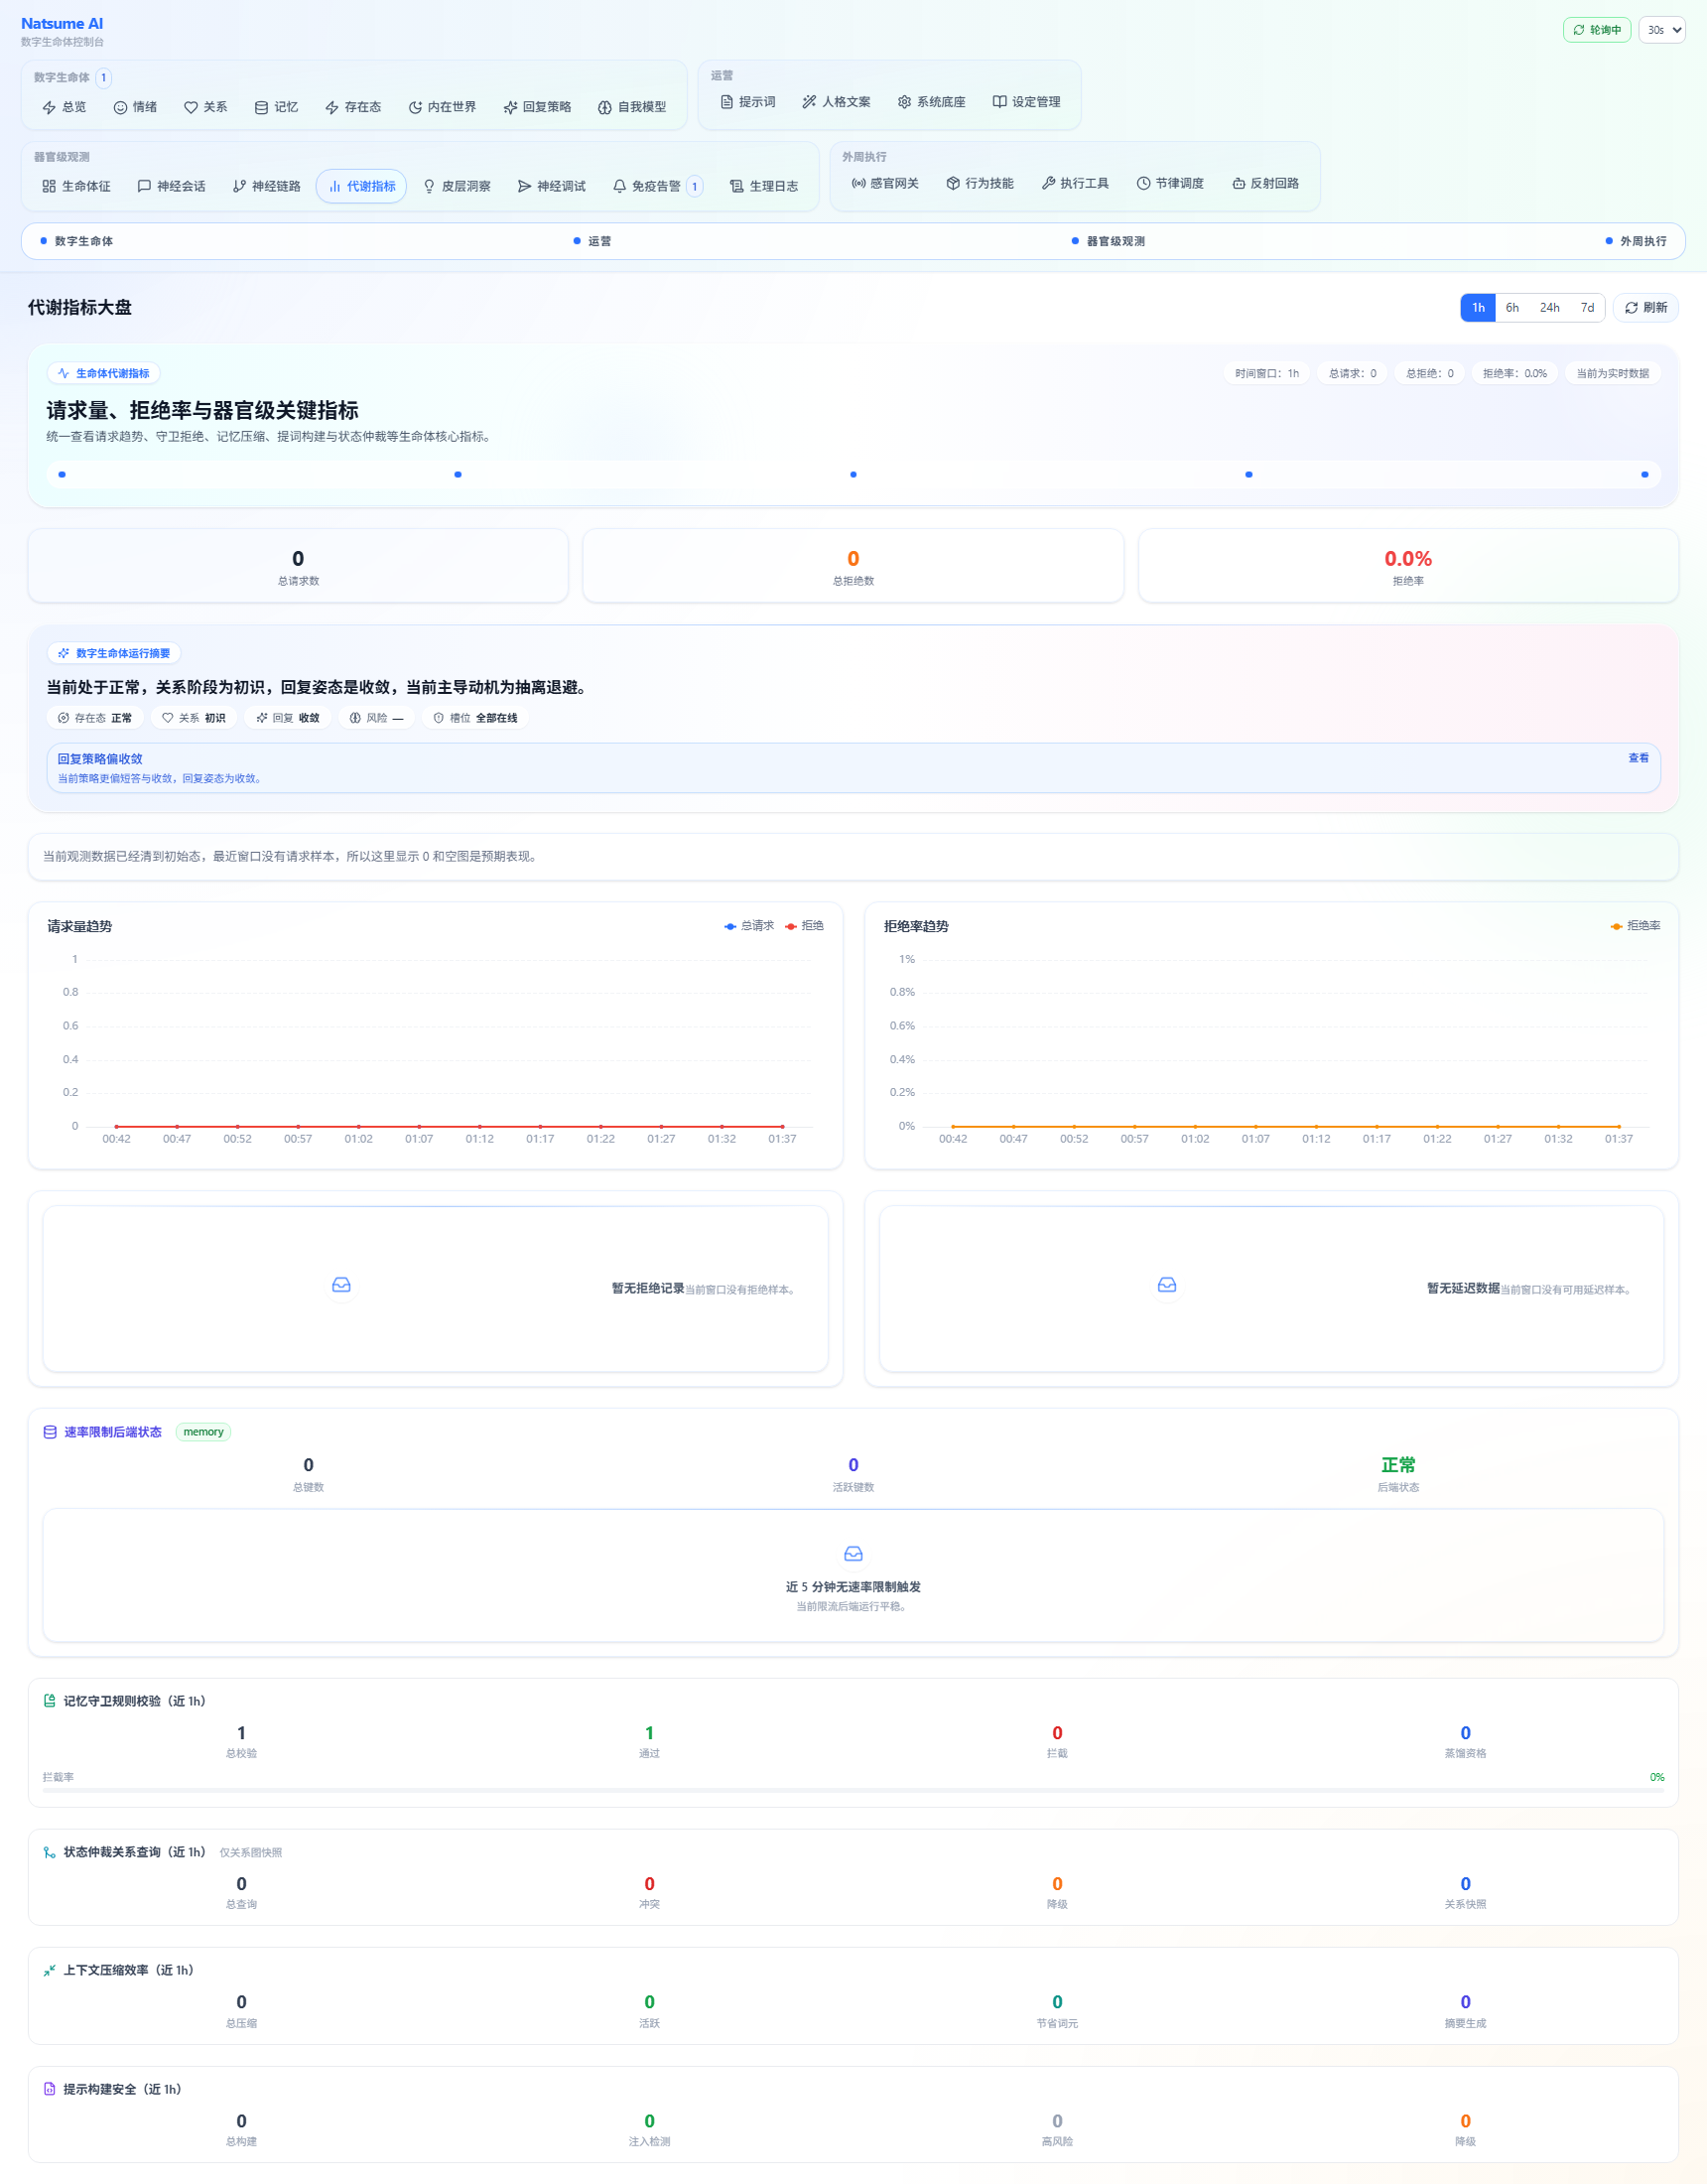 Natsume AI
数字生命体控制台
轮询中 30s
数字生命体 1
总览 情绪 关系 记忆 存在态 内在世界 回复策略 自我模型
运营
提示词 人格文案 系统底座 设定管理
器官级观测
生命体征 神经会话 神经链路 代谢指标 皮层洞察 神经调试 免疫告警 1 生理日志
外周执行
感官网关 行为技能 执行工具 节律调度 反射回路
数字生命体 运营 器官级观测 外周执行
代谢指标大盘
1h 6h 24h 7d 刷新
生命体代谢指标
时间窗口：1h 总请求：0 总拒绝：0 拒绝率：0.0% 当前为实时数据
请求量、拒绝率与器官级关键指标
统一查看请求趋势、守卫拒绝、记忆压缩、提词构建与状态仲裁等生命体核心指标。
0 0 0.0%
总请求数 总拒绝数 拒绝率
数字生命体运行摘要
当前处于正常，关系阶段为初识，回复姿态是收敛，当前主导动机为抽离退避。
存在态 正常 关系 初识 回复 收敛 风险 — 槽位 全部在线
回复策略偏收敛 查看
当前策略更偏短答与收敛，回复姿态为收敛。
当前观测数据已经清到初始态，最近窗口没有请求样本，所以这里显示 0 和空图是预期表现。
请求量趋势 总请求 拒绝
1
0.8
0.6
0.4
0.2
0
00:42 00:47 00:52 00:57 01:02 01:07 01:12 01:17 01:22 01:27 01:32 01:37
拒绝率趋势 拒绝率
1%
0.8%
0.6%
0.4%
0.2%
0%
00:42 00:47 00:52 00:57 01:02 01:07 01:12 01:17 01:22 01:27 01:32 01:37
暂无拒绝记录当前窗口没有拒绝样本。
暂无延迟数据当前窗口没有可用延迟样本。
速率限制后端状态 memory
0 0 正常
总键数 活跃键数 后端状态
近 5 分钟无速率限制触发
当前限流后端运行平稳。
记忆守卫规则校验（近 1h）
1 1 0 0
总校验 通过 拦截 蒸馏资格
拦截率 0%
状态仲裁关系查询（近 1h） 仅关系图快照
0 0 0 0
总查询 冲突 降级 关系快照
上下文压缩效率（近 1h）
0 0 0 0
总压缩 活跃 节省词元 摘要生成
提示构建安全（近 1h）
0 0 0 0
总构建 注入检测 高风险 降级